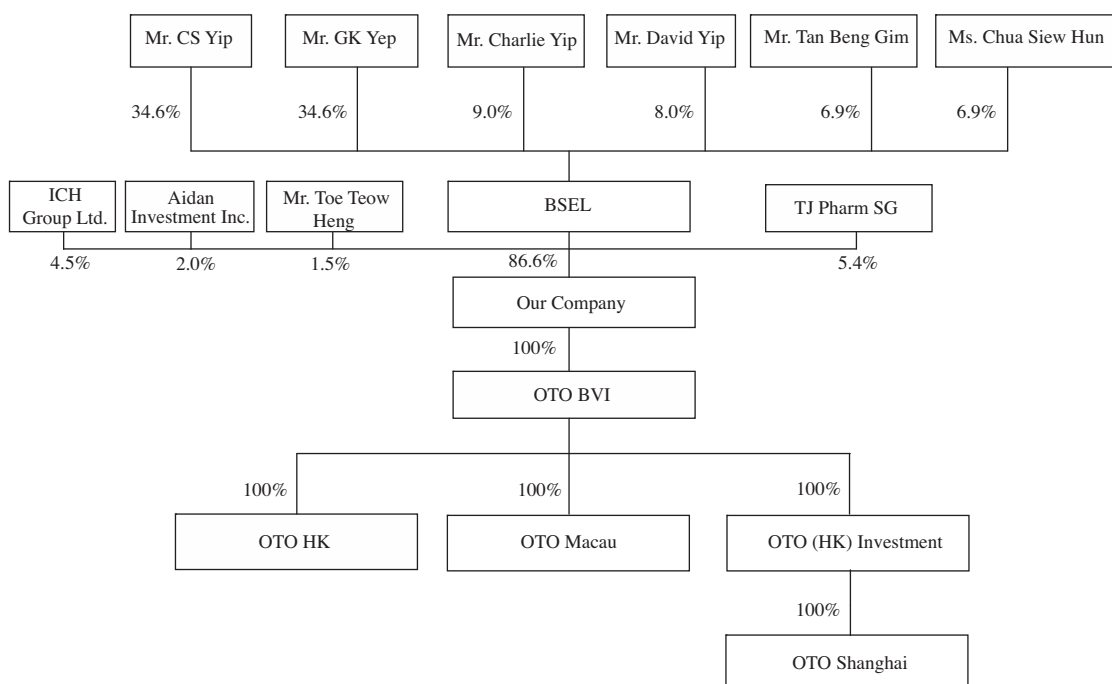 Mr. CS Yip
Mr. GK Yep
Mr. Charlie Yip
Mr. David Yip
Mr. Tan Beng Gim
Ms. Chua Siew Hun
34.6%
34.6%
9.0%
8.0%
6.9%
6.9%
ICH
Group Ltd.
Aidan
Investment Inc.
Mr. Toe Teow
Heng
BSEL
TJ Pharm SG
4.5%
2.0%
1.5%
86.6%
5.4%
Our Company
100%
OTO BVI
100%
100%
100%
OTO HK
OTO Macau
OTO (HK) Investment
100%
OTO Shanghai